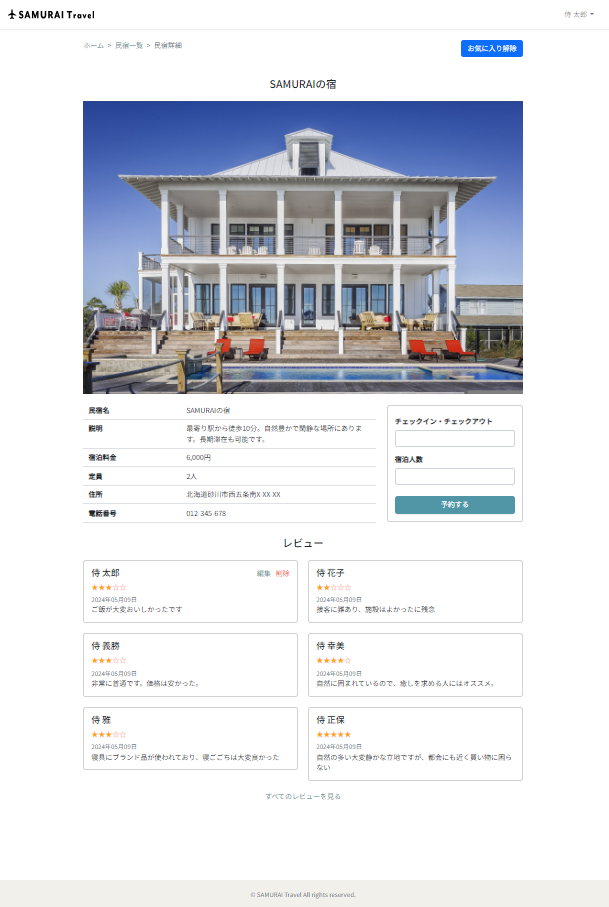 SAMURAI Travel
侍 太郎
ホーム > 民宿一覧 > 民宿詳細
お気に入り解除
SAMURAIの宿
民宿名 SAMURAIの宿
説明 最寄り駅から徒歩10分。自然豊かで閑静な場所にありま
す。長期滞在も可能です。
宿泊料金 6,000円
定員 2人
住所 北海道砂川市西五条南X-XX-XX
電話番号 012-345-678
チェックイン・チェックアウト
宿泊人数
予約する
レビュー
侍 太郎 編集 削除
★★★☆☆
2024年05月09日
ご飯が大変おいしかったです
侍 花子
★★☆☆☆
2024年05月09日
接客に難あり、施設はよかったに残念
侍 義勝
★★★☆☆
2024年05月09日
非常に普通です。価格は安かった。
侍 幸美
★★★★☆
2024年05月09日
自然に囲まれているので、癒しを求める人にはオススメ。
侍 雅
★★★☆☆
2024年05月09日
寝具にブランド品が使われており、寝ごごちは大変良かった
侍 正保
★★★★★
2024年05月09日
自然の多い大変静かな立地ですが、都会にも近く買い物に困ら
ない
すべてのレビューを見る
© SAMURAI Travel All rights reserved.